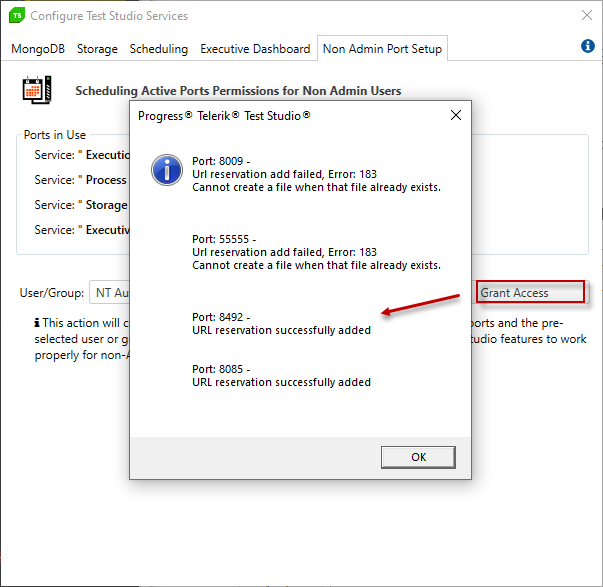 TS
Configure Test Studio Services
MongoDB Storage Scheduling Executive Dashboard Non Admin Port Setup
Scheduling Active Ports Permissions for Non Admin Users
Progress® Telerik® Test Studio®
Port: 8009 -
Url reservation add failed, Error: 183
Cannot create a file when that file already exists.
Port: 55555 -
Url reservation add failed, Error: 183
Cannot create a file when that file already exists.
Port: 8492 -
URL reservation successfully added
Port: 8085 -
URL reservation successfully added
OK
Ports in Use
Service: " Executio
Service: " Process
Service: " Storage
Service: " Executiv
User/Group: NT Au
Grant Access
This action will c orts and the pre-
selected user or g tudio features to work
properly for non-A